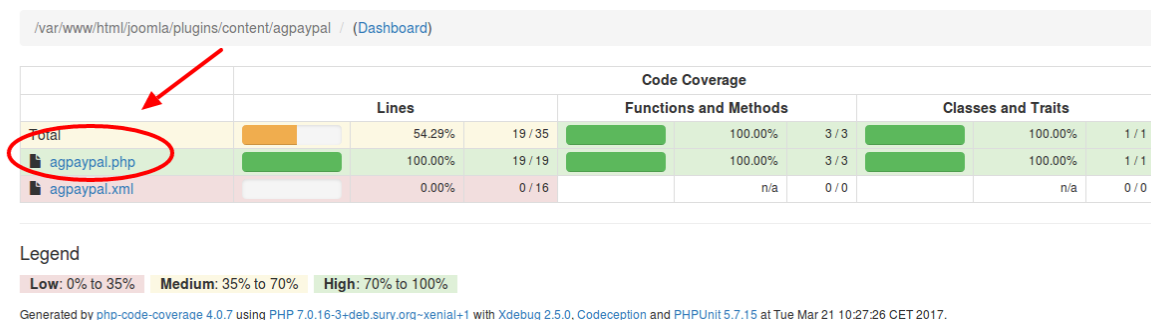 /var/www/html/joomla/plugins/content/agpaypal / (Dashboard)
Code Coverage
Lines Functions and Methods Classes and Traits
Total 54.29% 19 / 35 100.00% 3 / 3 100.00% 1 / 1
agpaypal.php 100.00% 19 / 19 100.00% 3 / 3 100.00% 1 / 1
agpaypal.xml 0.00% 0 / 16 n/a 0 / 0 n/a 0 / 0
Legend
Low: 0% to 35% Medium: 35% to 70% High: 70% to 100%
Generated by php-code-coverage 4.0.7 using PHP 7.0.16-3+deb.sury.org~xenial+1 with Xdebug 2.5.0, Codeception and PHPUnit 5.7.15 at Tue Mar 21 10:27:26 CET 2017.